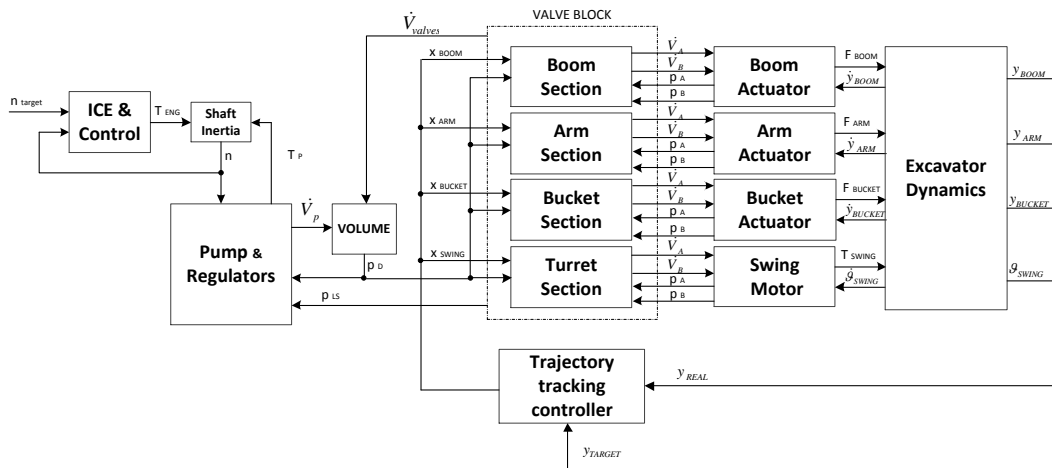 VALVE BLOCK
V̇valves
x BOOM
Boom
Section
V̇A
V̇B
p A
p B
Boom
Actuator
F BOOM
ẏBOOM
yBOOM
n target
ICE &
Control
T ENG
Shaft
Inertia
n
T P
x ARM
Arm
Section
V̇A
V̇B
p A
p B
Arm
Actuator
F ARM
ẏARM
yARM
Excavator
Dynamics
x BUCKET
Bucket
Section
V̇A
V̇B
p A
p B
Bucket
Actuator
F BUCKET
ẏBUCKET
yBUCKET
V̇p
VOLUME
Pump &
Regulators
p D
p LS
x SWING
Turret
Section
V̇A
V̇B
p A
p B
Swing
Motor
T SWING
ϑ̇SWING
ϑSWING
Trajectory
tracking
controller
yREAL
yTARGET